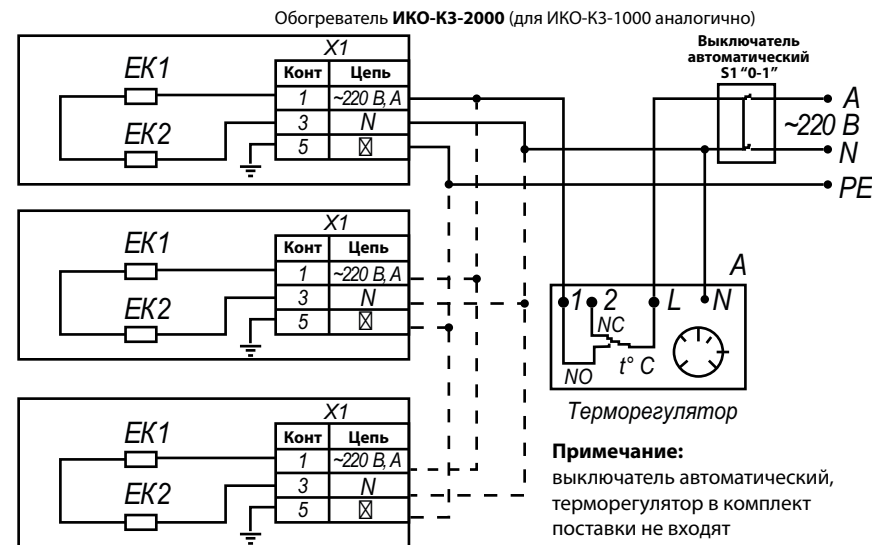 Обогреватель ИКО-К3-2000 (для ИКО-К3-1000 аналогично)
X1
Конт Цепь
EK1
1 ~220 В, А
3 N
EK2
5
Выключатель
автоматический
S1 “0-1”
A
~220 В
N
PE
X1
Конт Цепь
EK1
1 ~220 В, А
3 N
EK2
5
A
1 2 L N
NC
NO t° C
Терморегулятор
X1
Конт Цепь
EK1
1 ~220 В, А
3 N
EK2
5
Примечание:
выключатель автоматический,
терморегулятор в комплект
поставки не входят